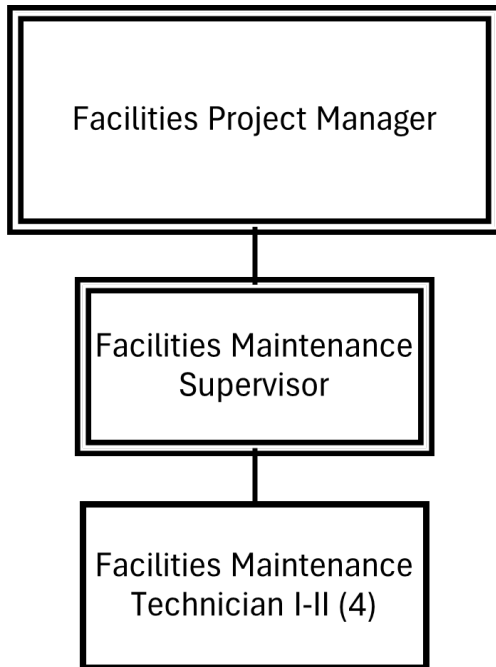 Facilities Project Manager
Facilities Maintenance
Supervisor
Facilities Maintenance
Technician I-II (4)